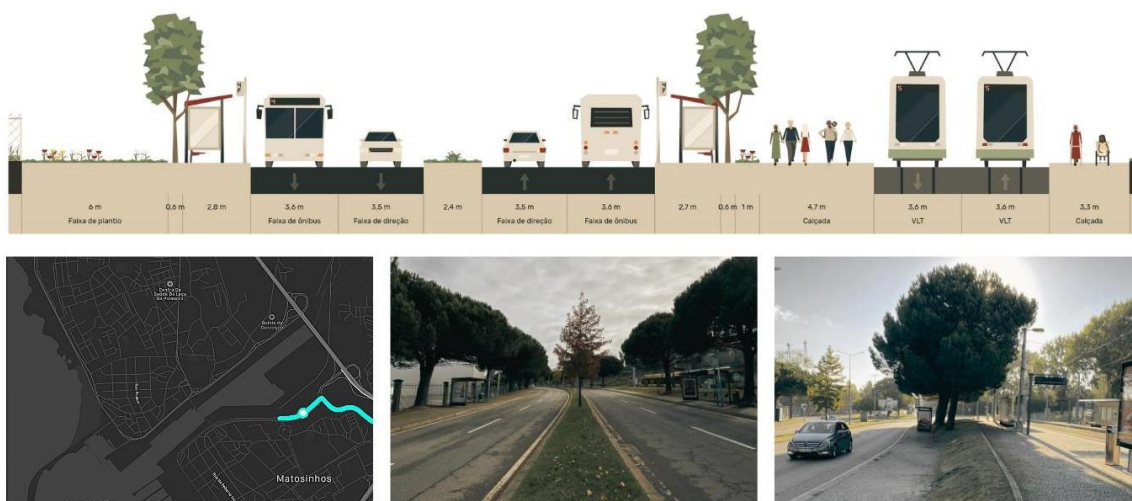 6 m 0,6 m 2,8 m 3,6 m 3,5 m 2,4 m 3,5 m 3,6 m 2,7 m 0,6 m 1 m 4,7 m 3,6 m 3,6 m 3,3 m
Faixa de plantio Faixa de ônibus Faixa de direção Faixa de direção Faixa de ônibus Calçada VLT VLT Calçada
Matosinhos